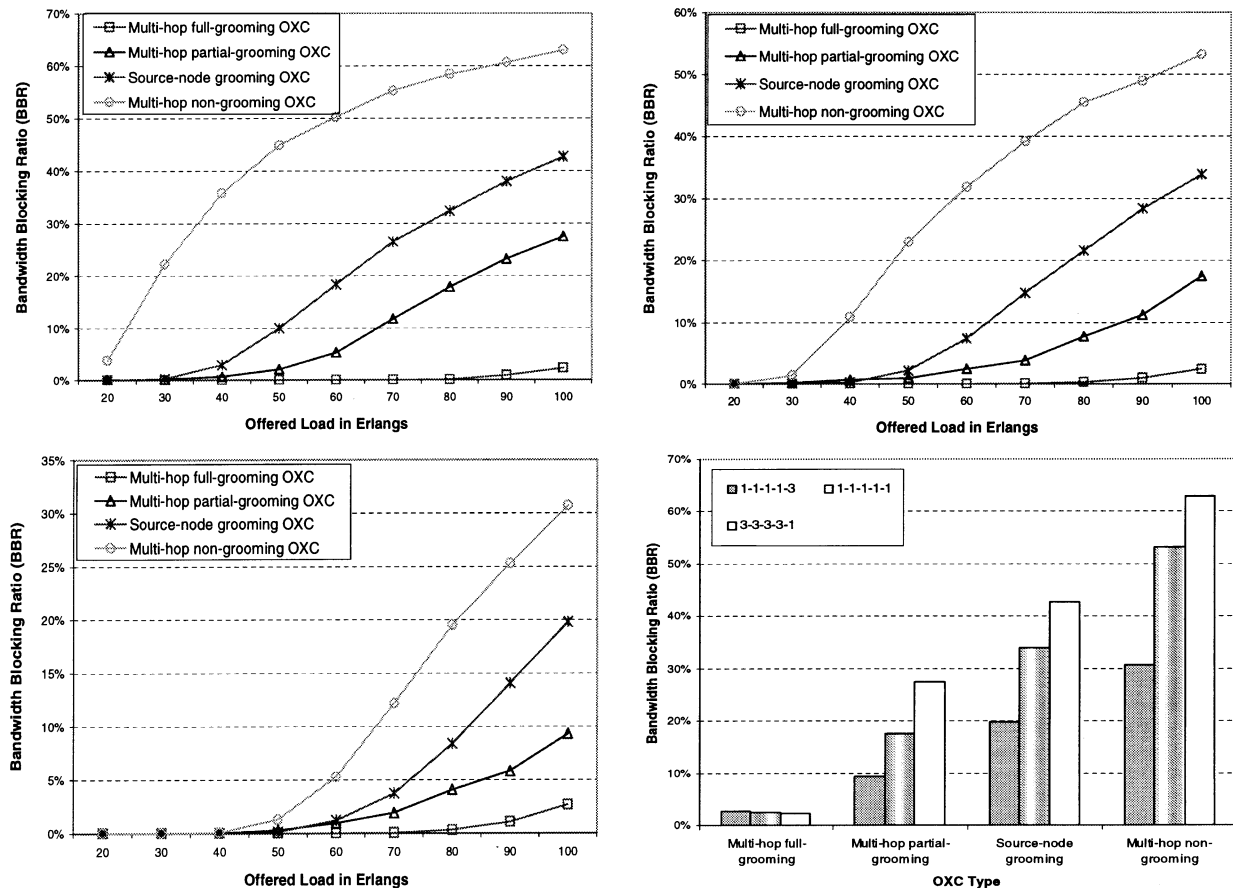 70%
60%
50%
40%
30%
20%
10%
0%
Bandwidth Blocking Ratio (BBR)
Multi-hop full-grooming OXC
Multi-hop partial-grooming OXC
Source-node grooming OXC
Multi-hop non-grooming OXC
20 30 40 50 60 70 80 90 100
Offered Load in Erlangs
60%
50%
40%
30%
20%
10%
0%
Bandwidth Blocking Ratio (BBR)
Multi-hop full-grooming OXC
Multi-hop partial-grooming OXC
Source-node grooming OXC
Multi-hop non-grooming OXC
20 30 40 50 60 70 80 90 100
Offered Load in Erlangs
35%
30%
25%
20%
15%
10%
5%
0%
Bandwidth Blocking Ratio (BBR)
Multi-hop full-grooming OXC
Multi-hop partial-grooming OXC
Source-node grooming OXC
Multi-hop non-grooming OXC
20 30 40 50 60 70 80 90 100
Offered Load in Erlangs
70%
60%
50%
40%
30%
20%
10%
0%
Bandwidth Blocking Ratio (BBR)
1-1-1-1-3 1-1-1-1-1
3-3-3-3-1
Multi-hop full-
grooming
Multi-hop partial-
grooming
Source-node
grooming
Multi-hop non-
grooming
OXC Type